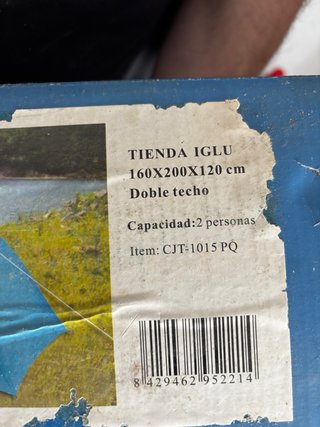 TIENDA IGLU
160X200X120 cm
Doble techo
Capacidad:2 personas
Item: CJT-1015 PQ
8 429462 952214